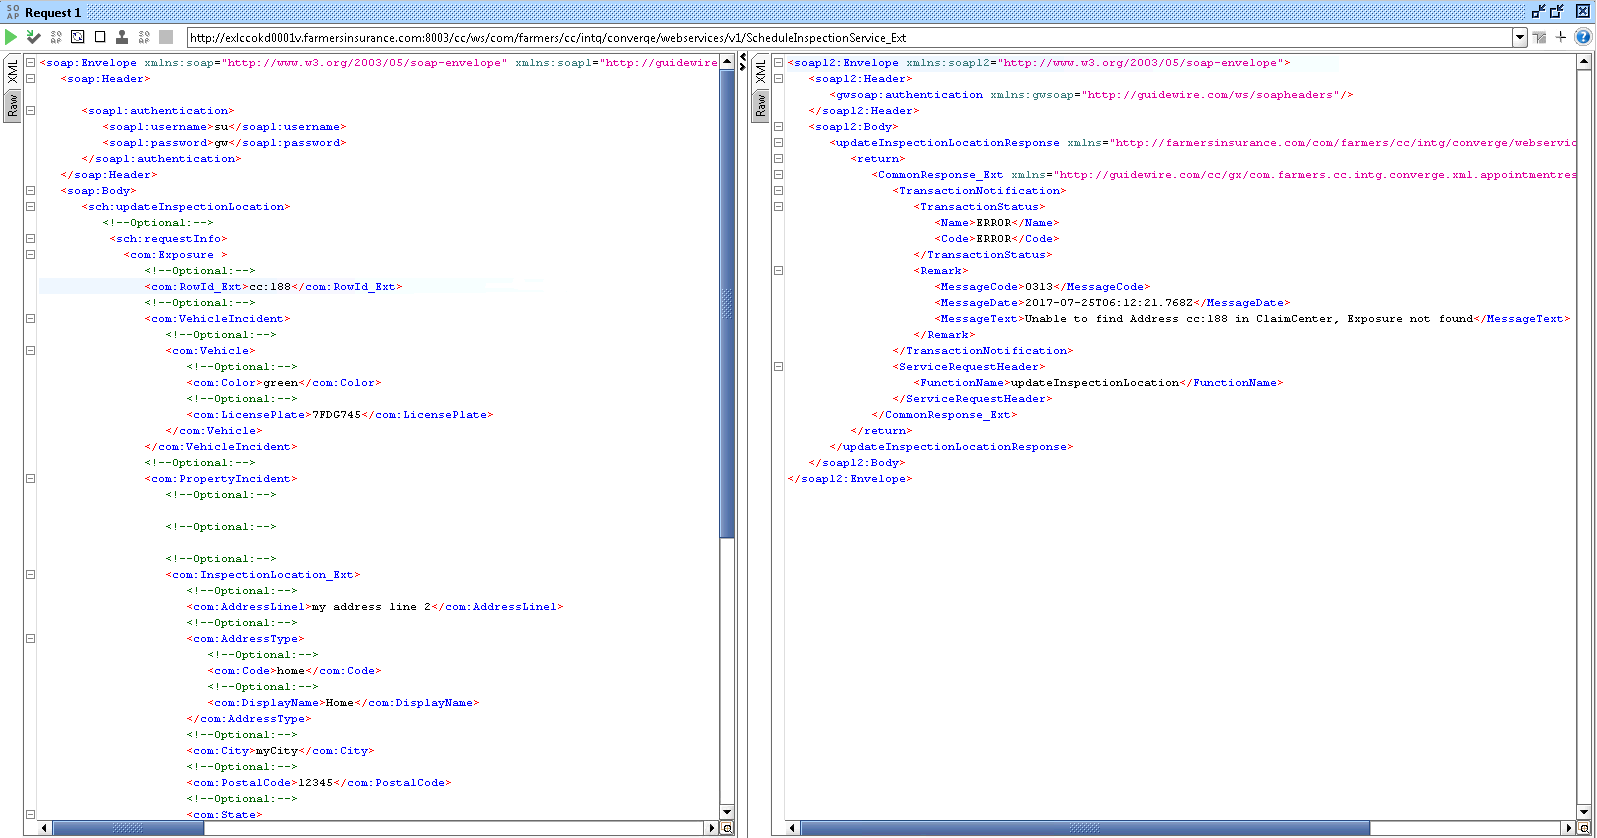 SO
AP
Request 1
SO
AP
SO
AP
http://exlccokd0001v.farmersinsurance.com:8003/cc/ws/com/farmers/cc/intq/converge/webservices/v1/ScheduleInspectionService_Ext
XML
Raw
<soap:Envelope xmlns:soap="http://www.w3.org/2003/05/soap-envelope" xmlns:soap1="http://guidewire
<soap:Header>
<soap1:authentication>
<soap1:username>su</soap1:username>
<soap1:password>gw</soap1:password>
</soap1:authentication>
</soap:Header>
<soap:Body>
<sch:updateInspectionLocation>
<!--Optional:-->
<sch:requestInfo>
<com:Exposure >
<!--Optional:-->
<com:RowId_Ext>cc:188</com:RowId_Ext>
<!--Optional:-->
<com:VehicleIncident>
<!--Optional:-->
<com:Vehicle>
<!--Optional:-->
<com:Color>green</com:Color>
<!--Optional:-->
<com:LicensePlate>7FDG745</com:LicensePlate>
</com:Vehicle>
</com:VehicleIncident>
<!--Optional:-->
<com:PropertyIncident>
<!--Optional:-->
<!--Optional:-->
<!--Optional:-->
<com:InspectionLocation_Ext>
<!--Optional:-->
<com:AddressLine1>my address line 2</com:AddressLine1>
<!--Optional:-->
<com:AddressType>
<!--Optional:-->
<com:Code>home</com:Code>
<!--Optional:-->
<com:DisplayName>Home</com:DisplayName>
</com:AddressType>
<!--Optional:-->
<com:City>myCity</com:City>
<!--Optional:-->
<com:PostalCode>12345</com:PostalCode>
<!--Optional:-->
<com:State>
XML
Raw
<soap12:Envelope xmlns:soap12="http://www.w3.org/2003/05/soap-envelope">
<soap12:Header>
<gwsoap:authentication xmlns:gwsoap="http://guidewire.com/ws/soapheaders"/>
</soap12:Header>
<soap12:Body>
<updateInspectionLocationResponse xmlns="http://farmersinsurance.com/com/farmers/cc/intg/converge/webservic
<return>
<CommonResponse_Ext xmlns="http://guidewire.com/cc/gx/com.farmers.cc.intg.converge.xml.appointmentres
<TransactionNotification>
<TransactionStatus>
<Name>ERROR</Name>
<Code>ERROR</Code>
</TransactionStatus>
<Remark>
<MessageCode>0313</MessageCode>
<MessageDate>2017-07-25T06:12:21.768Z</MessageDate>
<MessageText>Unable to find Address cc:188 in ClaimCenter, Exposure not found</MessageText>
</Remark>
</TransactionNotification>
<ServiceRequestHeader>
<FunctionName>updateInspectionLocation</FunctionName>
</ServiceRequestHeader>
</CommonResponse_Ext>
</return>
</updateInspectionLocationResponse>
</soap12:Body>
</soap12:Envelope>